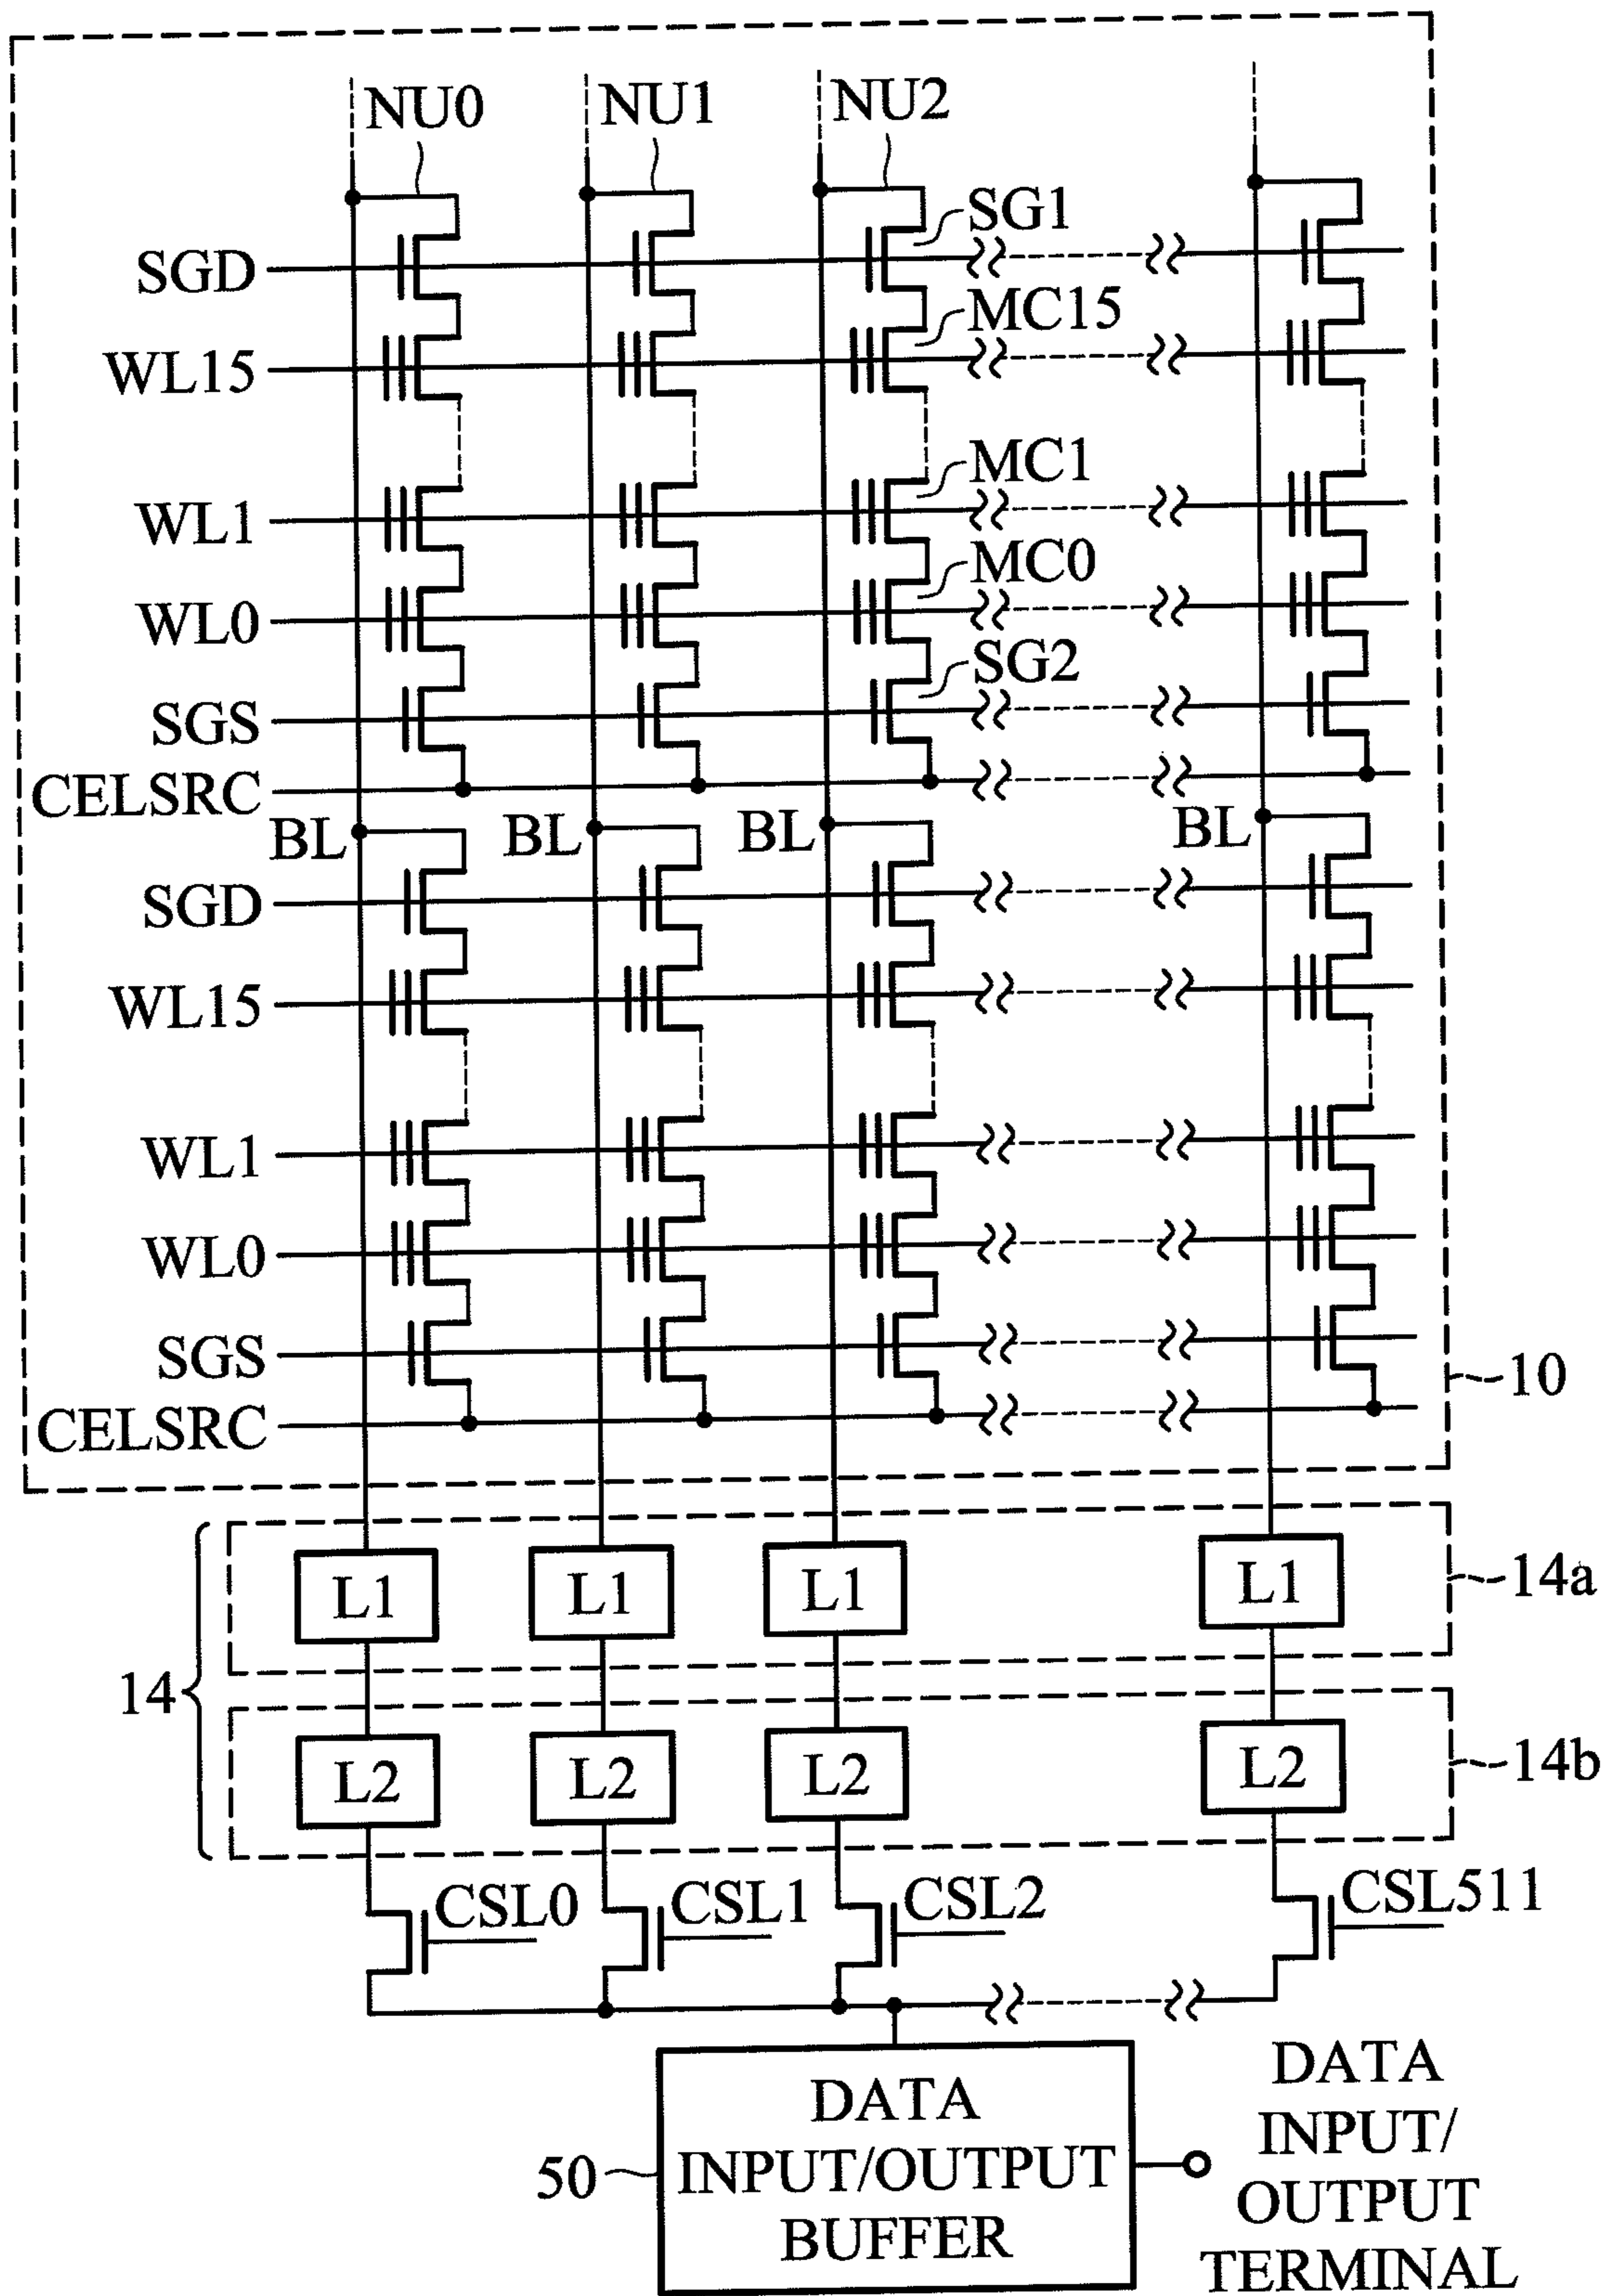 NU0 NU1 NU2
SG1
SGD
MC15
WL15
MC1
WL1
MC0
WL0
SG2
SGS
CELSRC
BL BL BL BL
SGD
WL15
WL1
WL0
SGS
10
CELSRC
L1 L1 L1 L1
14a
14
L2 L2 L2 L2
14b
CSL0 CSL1 CSL2 CSL511
50
DATA
INPUT/OUTPUT
BUFFER
DATA
INPUT/
OUTPUT
TERMINAL